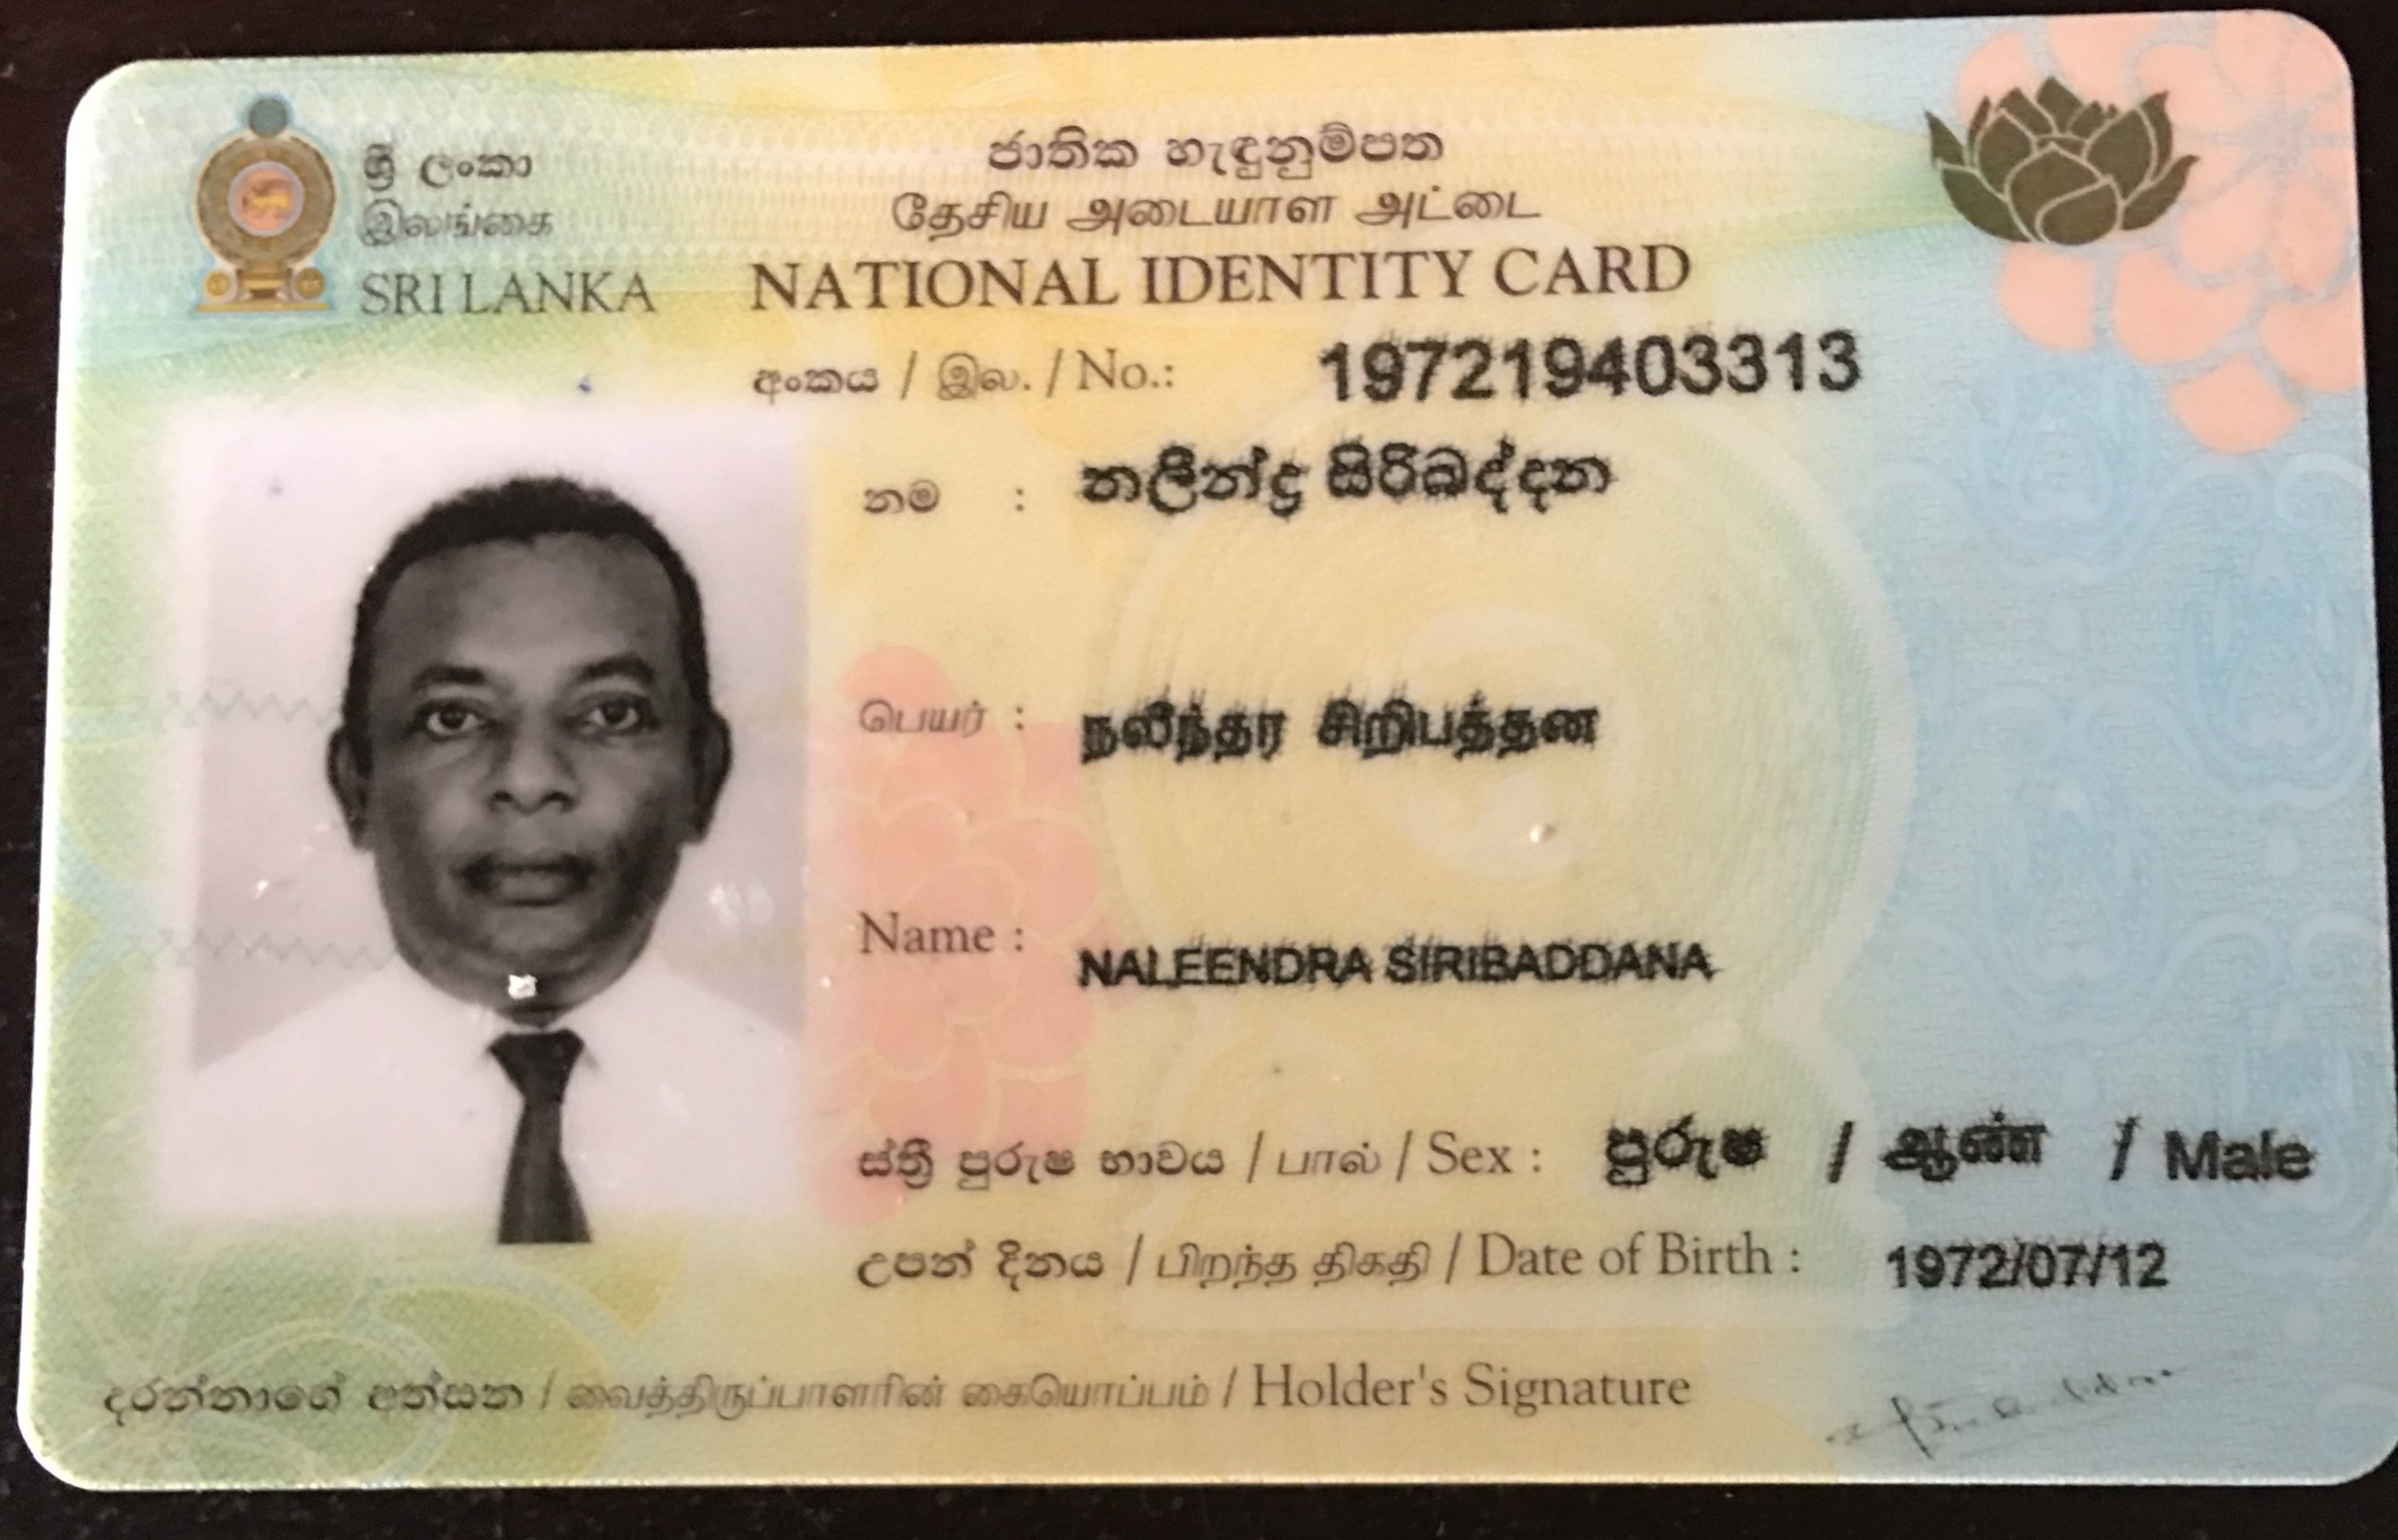 ශ්‍රී ලංකා
இலங்கை
SRI LANKA
ජාතික හැඳුනුම්පත
தேசிய அடையாள அட்டை
NATIONAL IDENTITY CARD
අංකය / இல. / No.: 197219403313
නම : නලීන්ද්‍ර සිරිබද්දන
பெயர் : நலீந்தர சிறிபத்தன
Name : NALEENDRA SIRIBADDANA
ස්ත්‍රී පුරුෂ භාවය / பால் / Sex : පුරුෂ / ஆண் / Male
උපන් දිනය / பிறந்த திகதி / Date of Birth : 1972/07/12
දරන්නාගේ අත්සන / வைத்திருப்பாளரின் கையொப்பம் / Holder's Signature